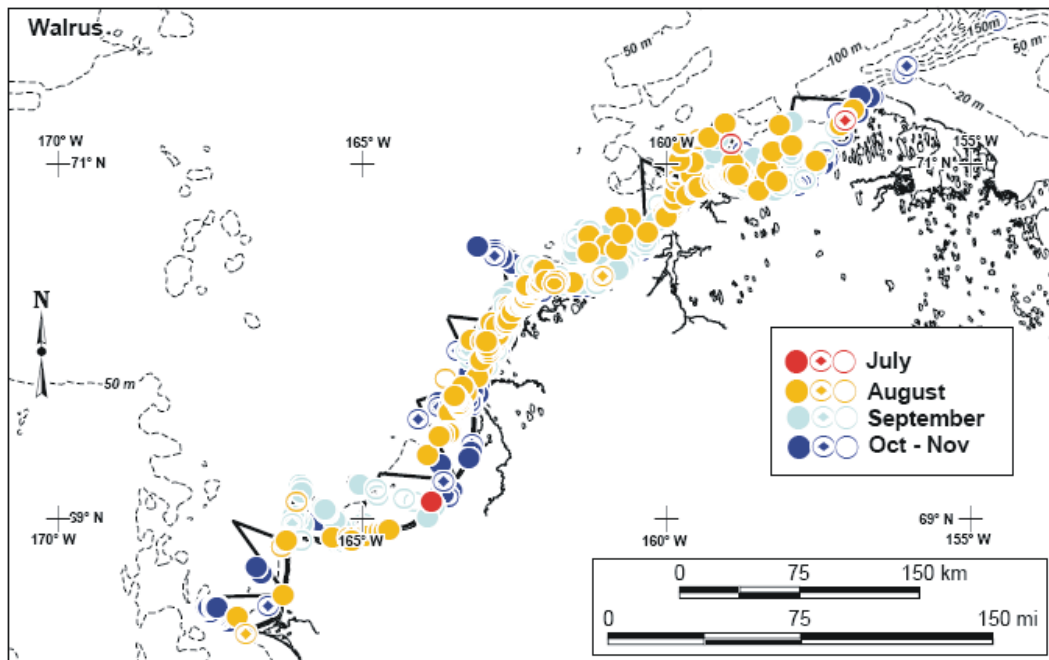 Walrus
50 m
100 m
150m
50 m
20 m
170° W
165° W
160° W
155° W
71° N
71° N
N
50 m
July
August
September
Oct - Nov
69° N
69° N
170° W
165° W
160° W
155° W
0 75 150 km
0 75 150 mi